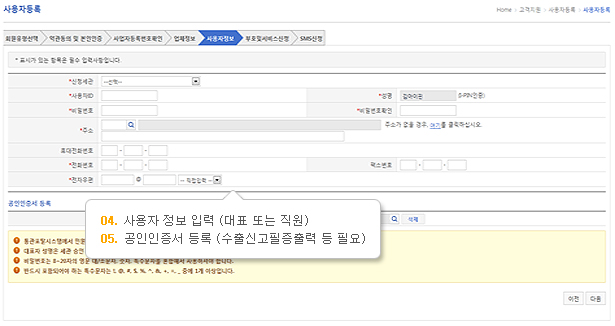 사용자등록
Home > 고객지원 > 사용자등록 > 사용자등록
회원유형선택 약관동의 및 본인인증 사업자등록번호확인 업체정보 사용자정보 부호및서비스신청 SMS신청
* 표시가 있는 항목은 필수 입력사항입니다.
*신청세관 --선택--
*사용자ID *성명 (I-PIN인증)
*비밀번호 *비밀번호확인
*주소 주소가 없을 경우, 여기를 클릭하십시오.
휴대전화번호 - -
*전화번호 - - 팩스번호 - -
*전자우편 @ -- 직접입력 --
공인인증서 등록
삭제
04. 사용자 정보 입력 (대표 또는 직원)
05. 공인인증서 등록 (수출신고필증출력 등 필요)
통관포탈시스템에서
대표자 성명은 세관
비밀번호는 8~20자의 영문 대/소문자, 숫자, 특수문자를 혼합해서 사용하셔야 합니다.
반드시 포함되어야 하는 특수문자는 !, @, #, $, %, ^, &, +, =, _ 중에 1개 이상입니다.
이전 다음